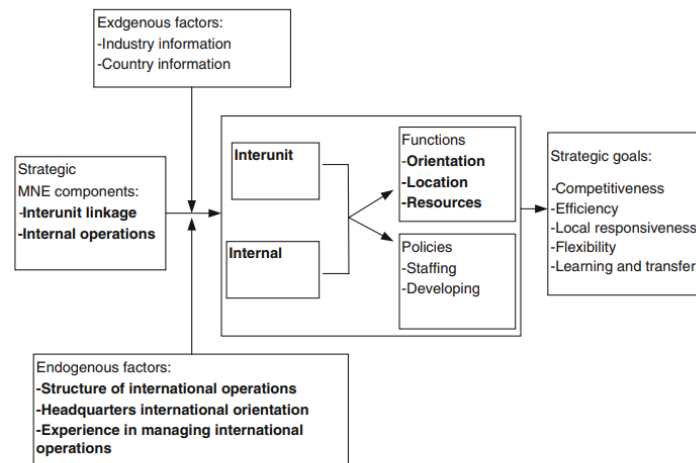 Exdgenous factors:
-Industry information
-Country information
Strategic
MNE components:
-Interunit linkage
-Internal operations
Interunit
Internal
Functions
-Orientation
-Location
-Resources
Policies
-Staffing
-Developing
Strategic goals:
-Competitiveness
-Efficiency
-Local responsiveness
-Flexibility
-Learning and transfer
Endogenous factors:
-Structure of international operations
-Headquarters international orientation
-Experience in managing international
operations